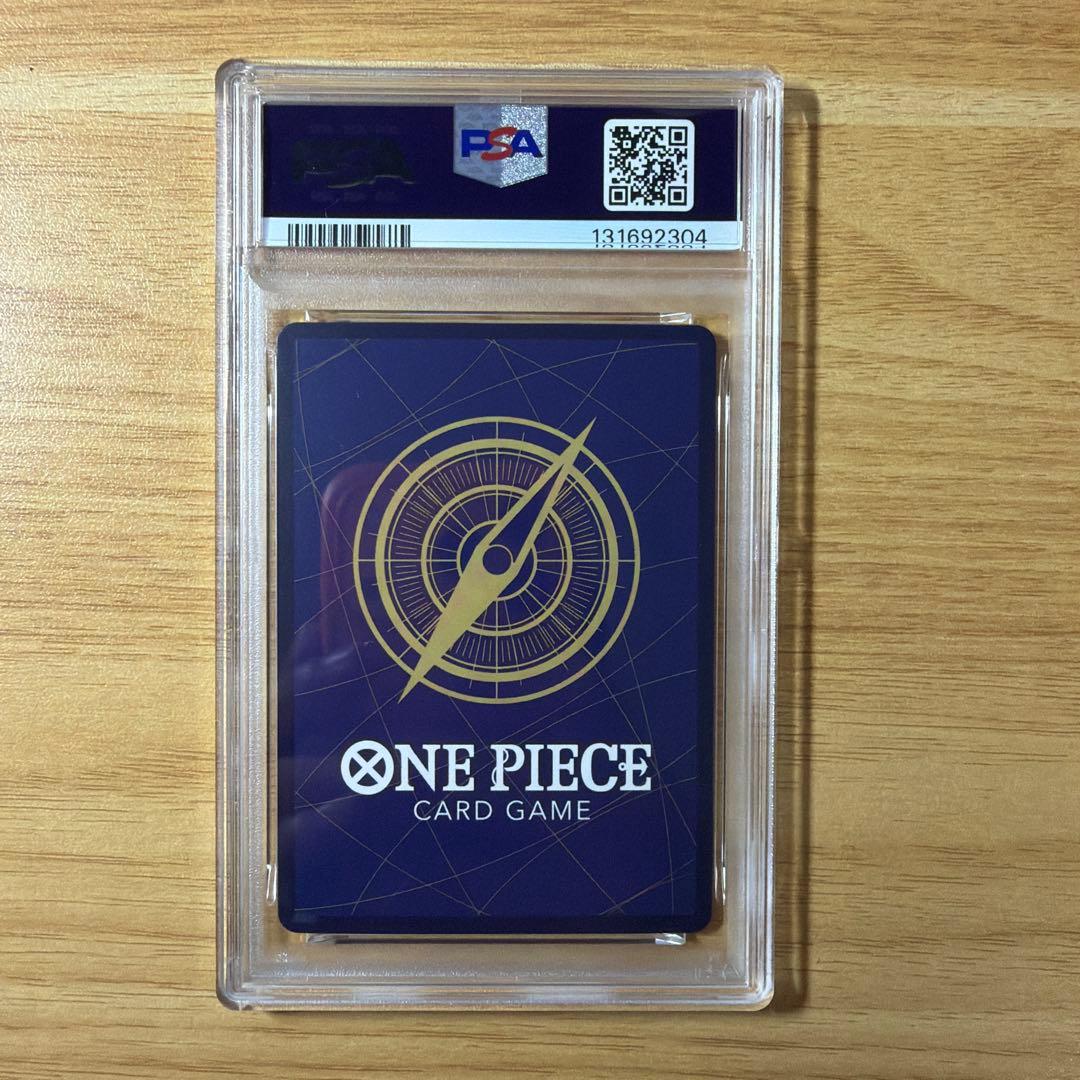 PSA
131692304
ONE PIECE
CARD GAME